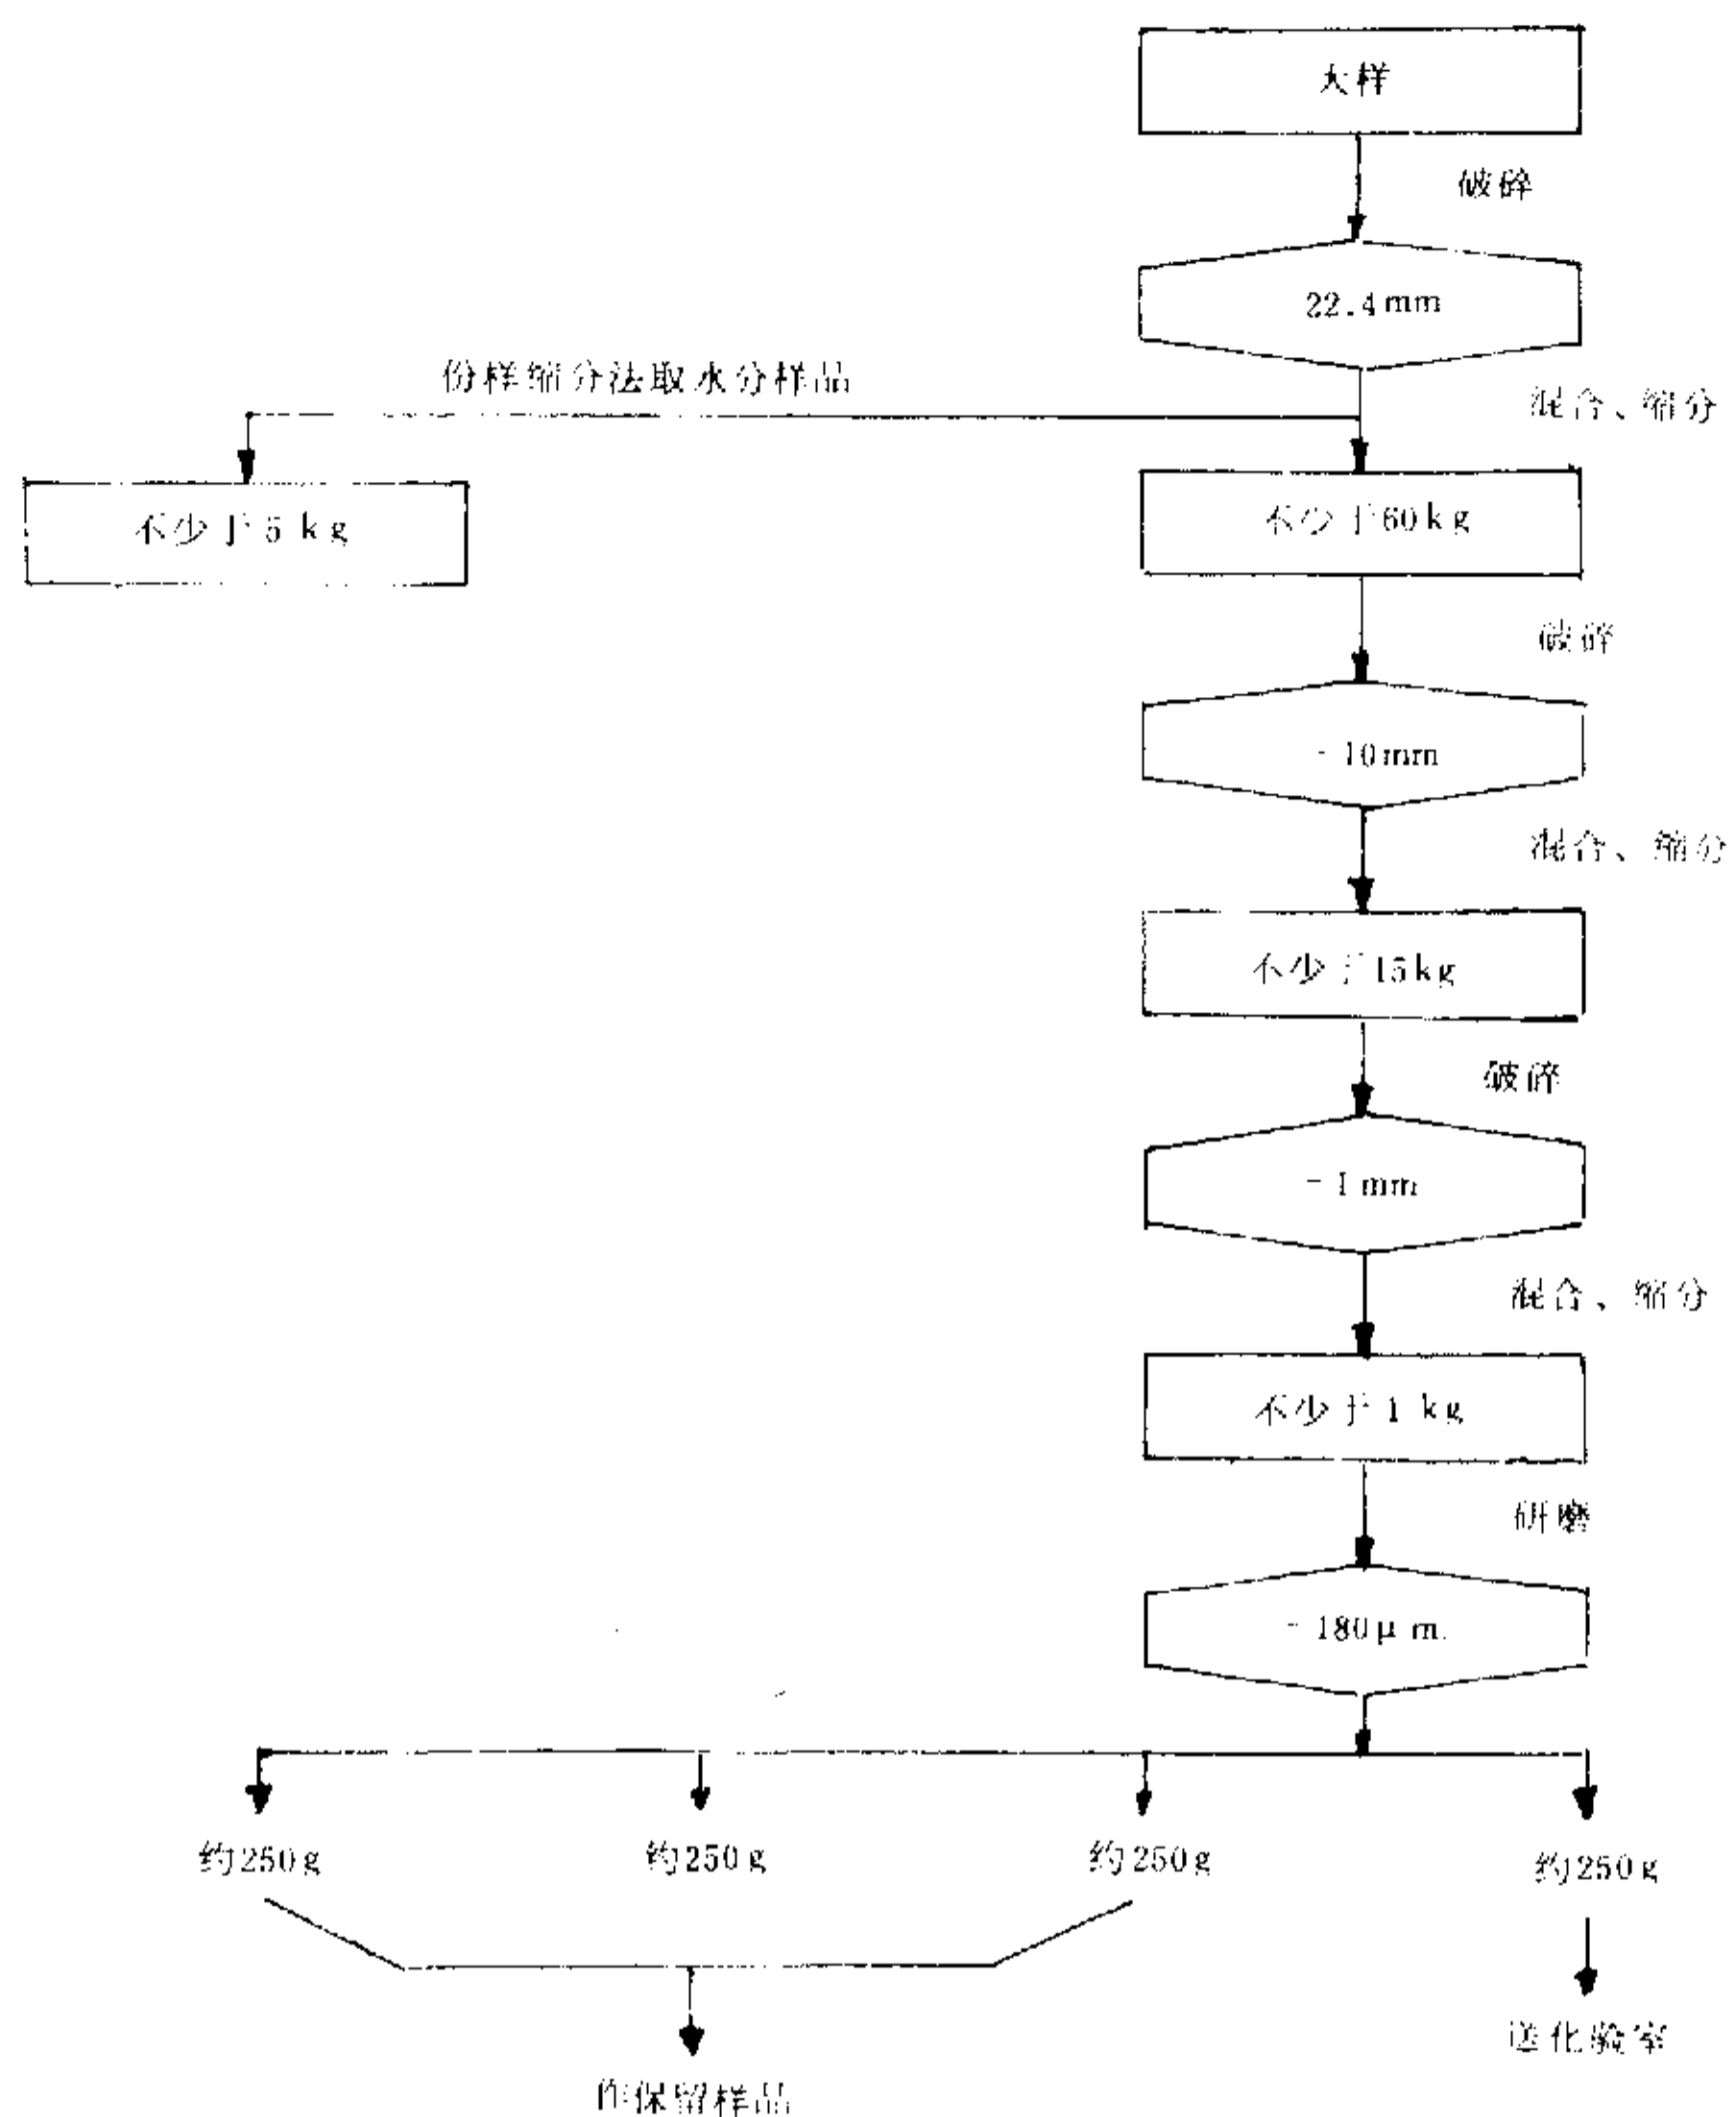 大样
破碎
22.4mm
份样缩分法取水分样品
混合、缩分
不少于5kg
不少于60kg
破碎
-10mm
混合、缩分
不少于15kg
破碎
-1mm
混合、缩分
不少于1kg
研磨
-180μm
约250g 约250g 约250g 约250g
送化验室
作保留样品